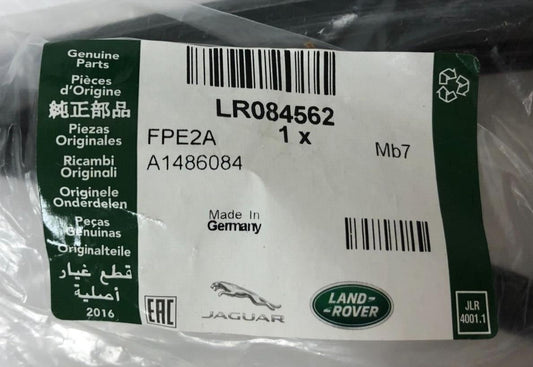 Genuine
Parts
Pièces
d'Origine
純正部品
Piezas
Originales
Ricambi
Originali
Originele
Onderdelen
Peças
Genuinas
Originalteile
قطع غيار
أصلية
2016
LR084562
1 x
FPE2A
Mb7
A1486084
Made In
Germany
EAC
JAGUAR
LAND-
-ROVER
JLR
4001.1